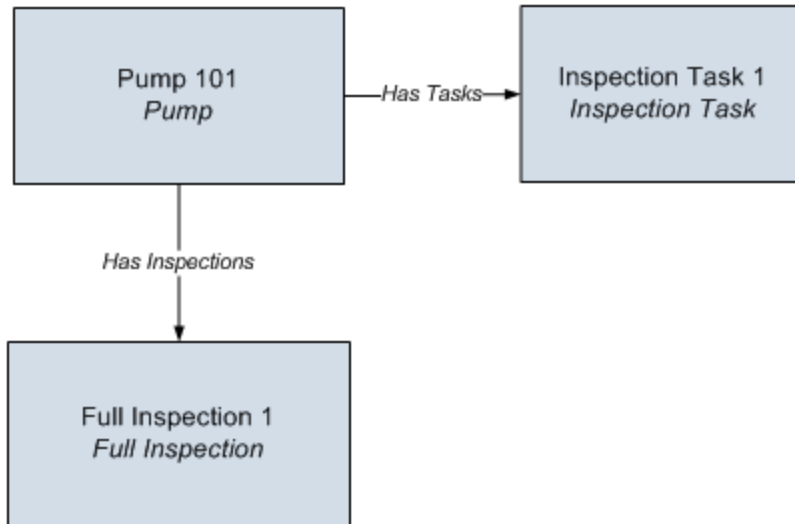 Pump 101
Pump
Has Tasks
Inspection Task 1
Inspection Task
Has Inspections
Full Inspection 1
Full Inspection